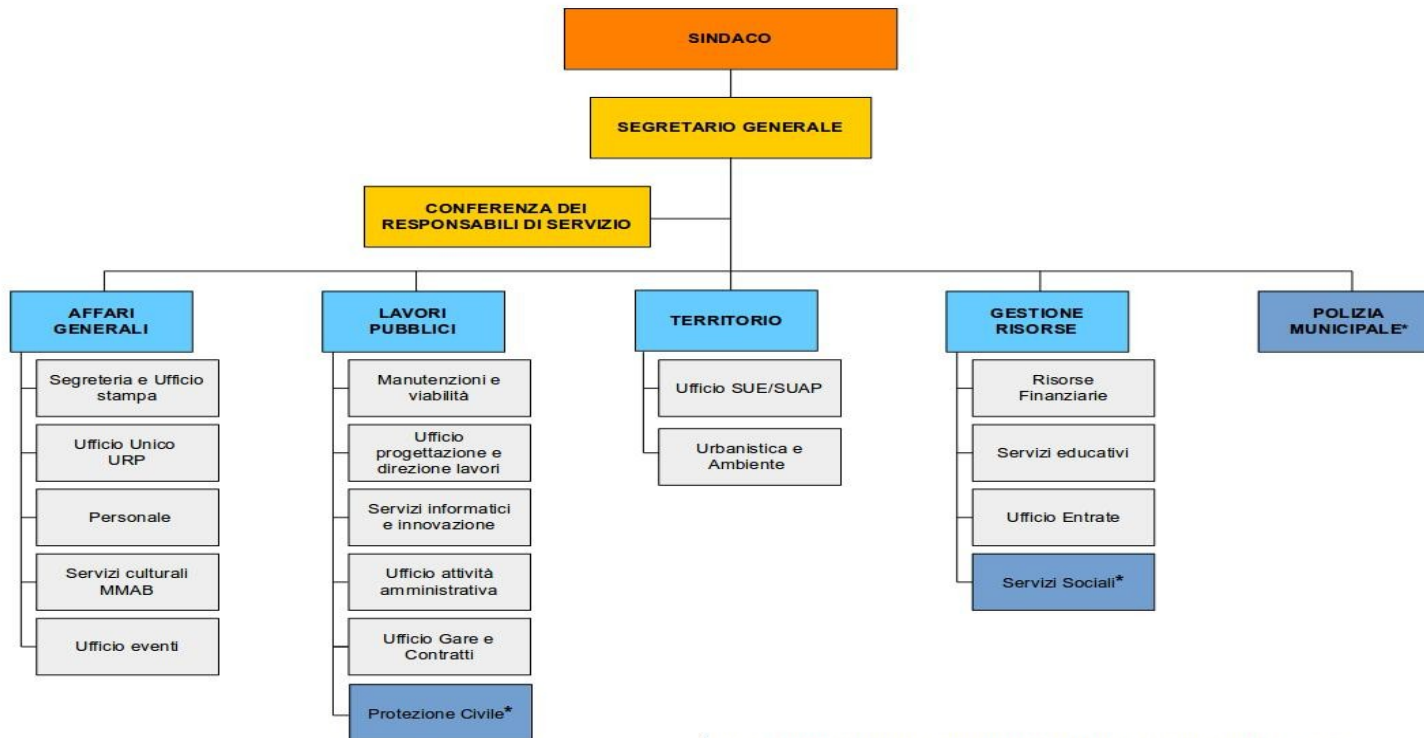 SINDACO
SEGRETARIO GENERALE
CONFERENZA DEI
RESPONSABILI DI SERVIZIO
AFFARI
GENERALI
Segreteria e Ufficio
stampa
Ufficio Unico
URP
Personale
Servizi culturali
MMAB
Ufficio eventi
LAVORI
PUBBLICI
Manutenzioni e
viabilità
Ufficio
progettazione e
direzione lavori
Servizi informatici
e innovazione
Ufficio attività
amministrativa
Ufficio Gare e
Contratti
Protezione Civile*
TERRITORIO
Ufficio SUE/SUAP
Urbanistica e
Ambiente
GESTIONE
RISORSE
Risorse
Finanziarie
Servizi educativi
Ufficio Entrate
Servizi Sociali*
POLIZIA
MUNICIPALE*